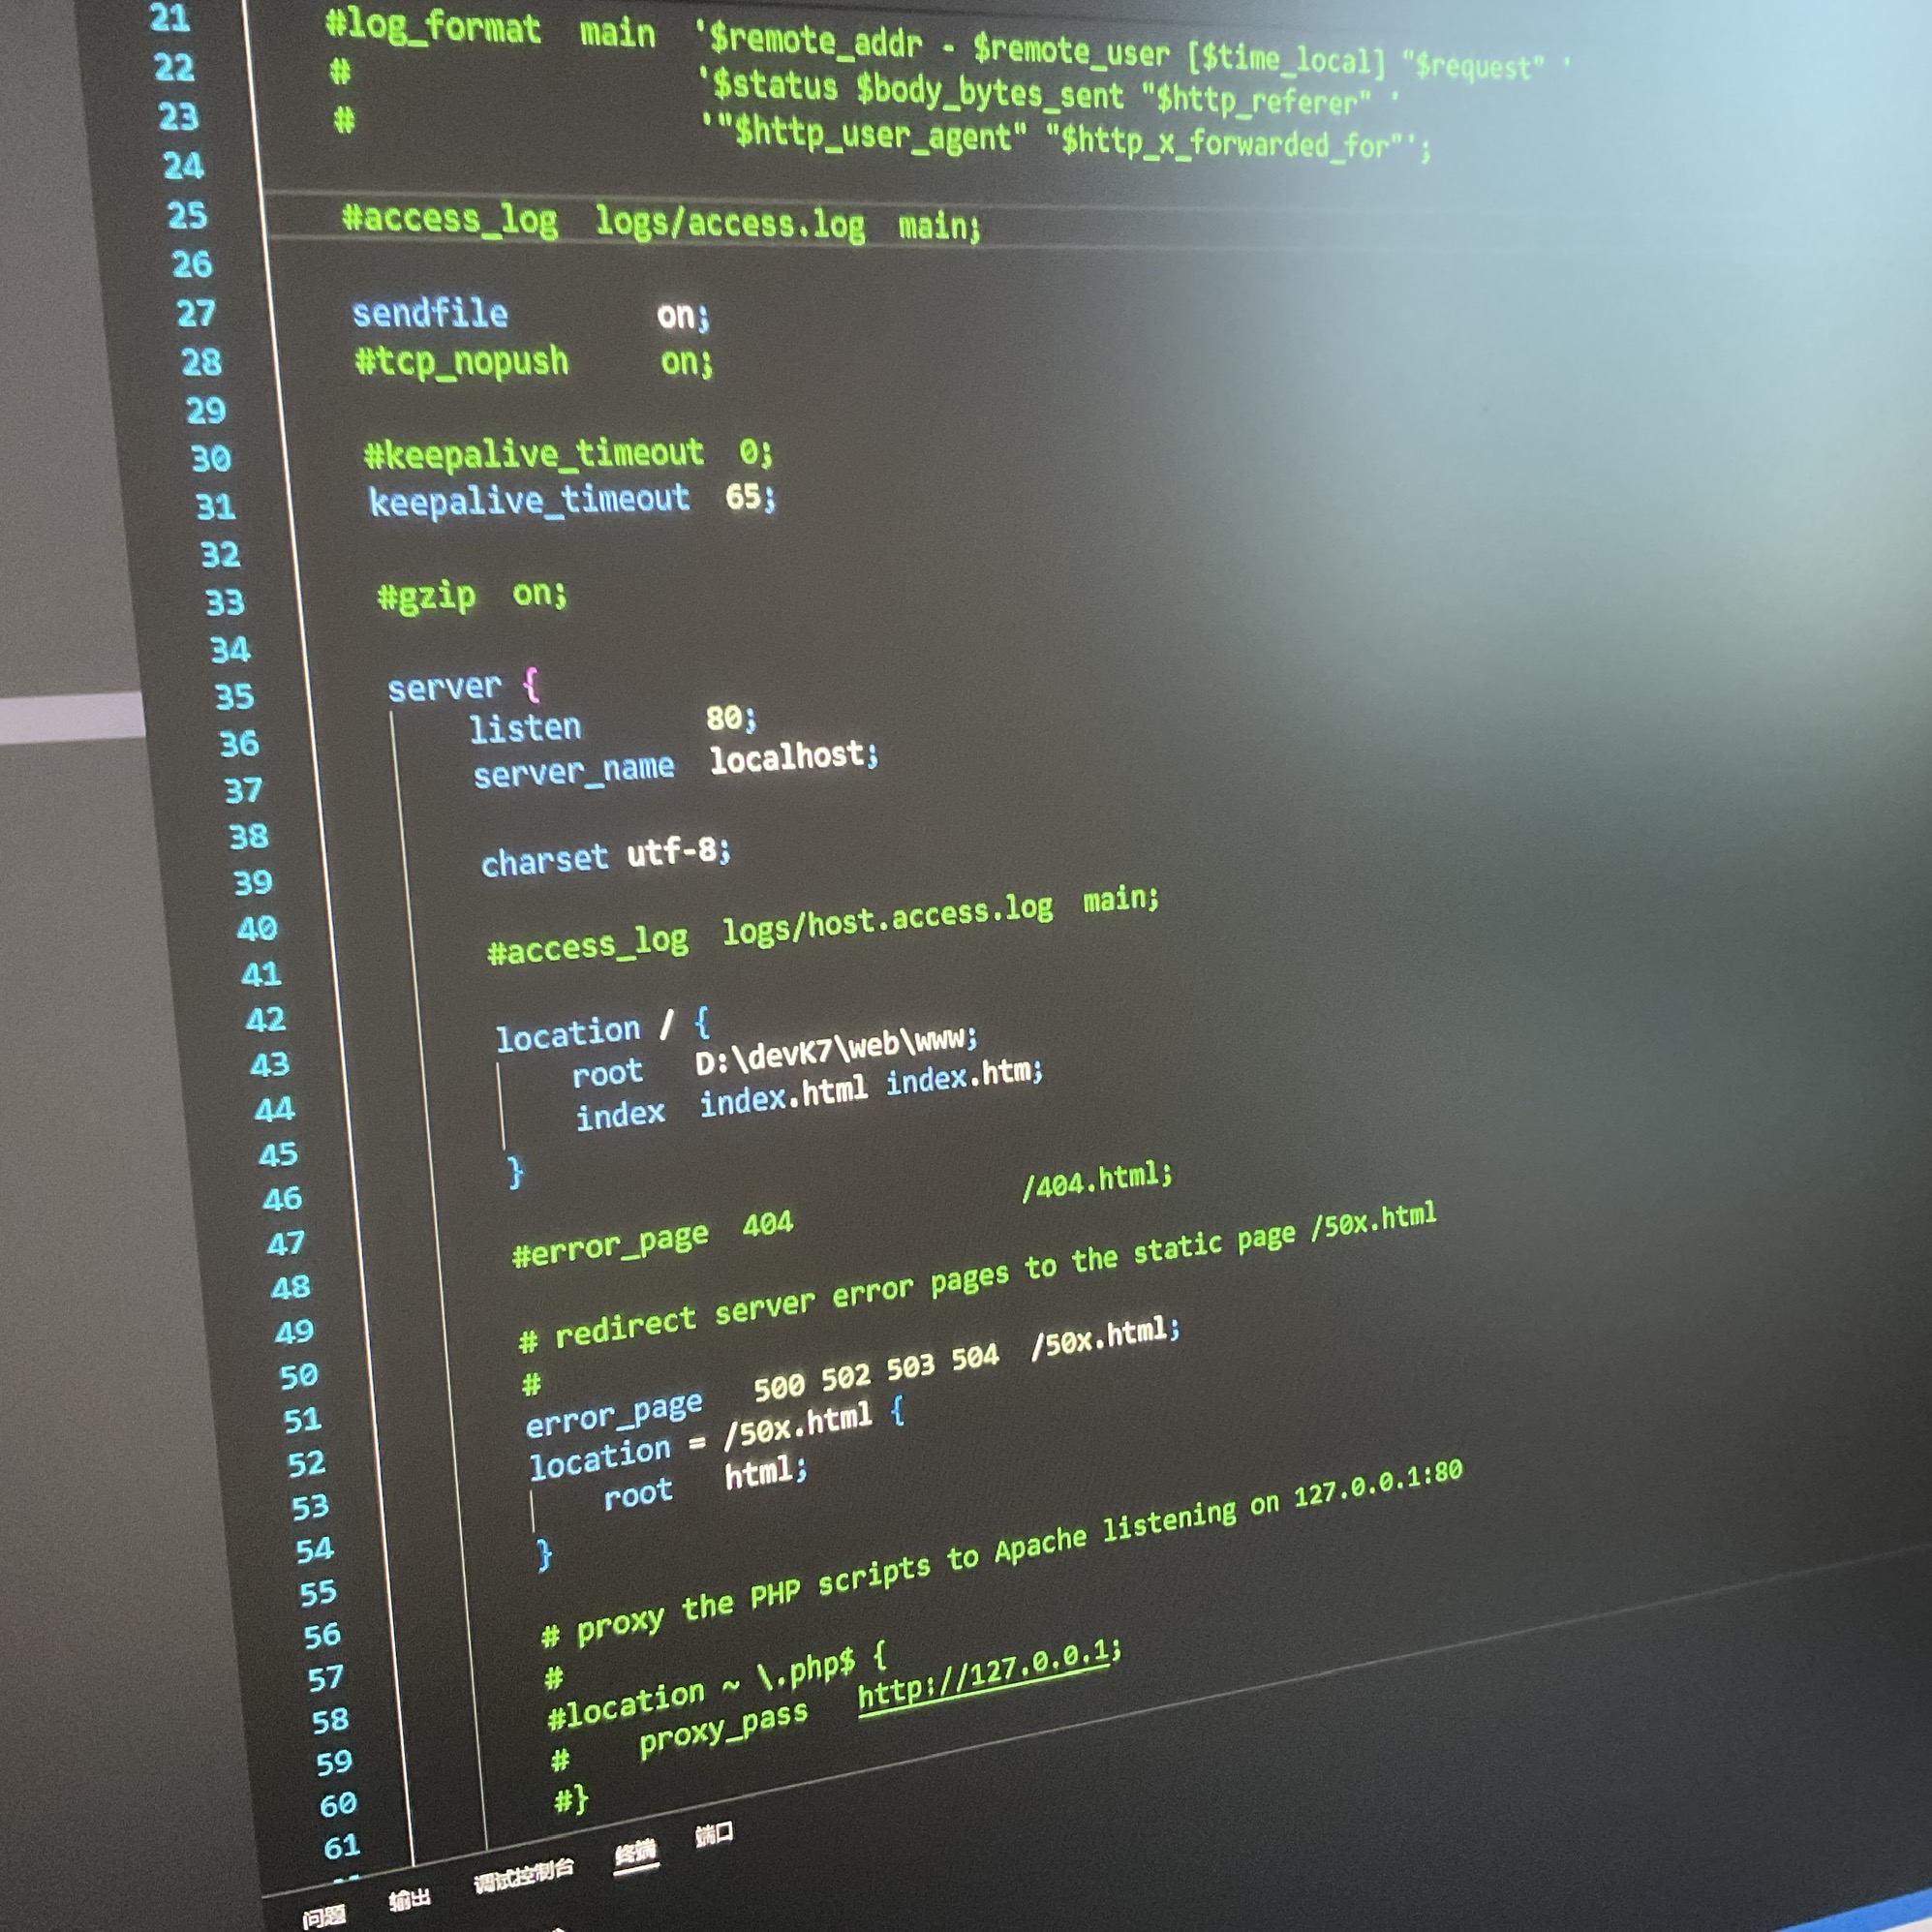 21 #log_format  main  '$remote_addr - $remote_user [$time_local] "$request" '
22 #                  '$status $body_bytes_sent "$http_referer" '
23 #                  '"$http_user_agent" "$http_x_forwarded_for"';
24
25 #access_log  logs/access.log  main;
26
27 sendfile        on;
28 #tcp_nopush     on;
29
30 #keepalive_timeout  0;
31 keepalive_timeout  65;
32
33 #gzip  on;
34
35 server {
36     listen       80;
37     server_name  localhost;
38
39     charset utf-8;
40
41     #access_log  logs/host.access.log  main;
42
43     location / {
44         root   D:\devK7\web\www;
45         index  index.html index.htm;
46     }
47
48     #error_page  404              /404.html;
49
50     # redirect server error pages to the static page /50x.html
51     #
52     error_page   500 502 503 504  /50x.html;
53     location = /50x.html {
54         root   html;
55     }
56
57     # proxy the PHP scripts to Apache listening on 127.0.0.1:80
58     #
59     #location ~ \.php$ {
60     #    proxy_pass   http://127.0.0.1;
61     #}
问题 输出 调试控制台 终端 端口